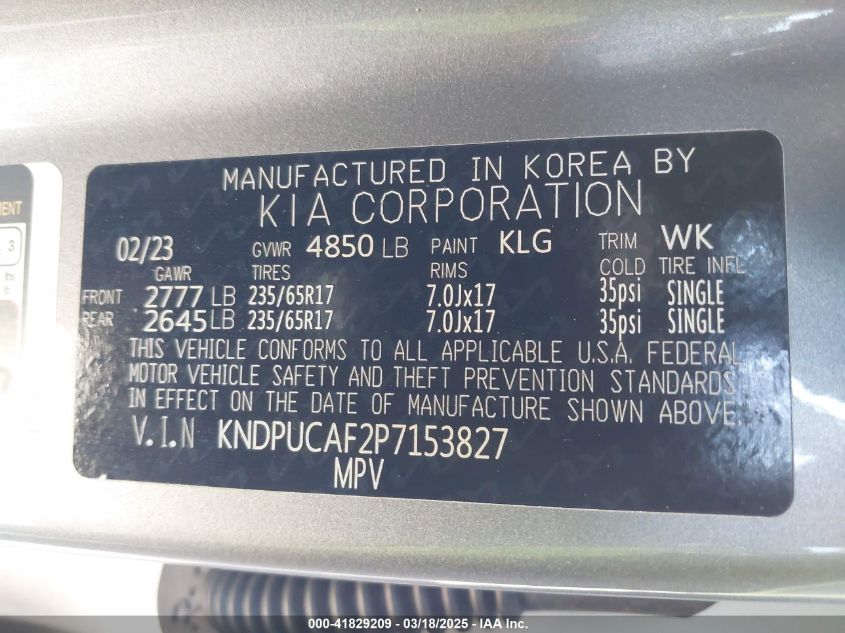 MENT
3
lbs.
MANUFACTURED IN KOREA BY
KIA CORPORATION
02/23 GVWR 4850 LB PAINT KLG TRIM WK
GAWR TIRES RIMS COLD TIRE INFL
FRONT 2777 LB 235/65R17 7.0Jx17 35psi SINGLE
REAR 2645 LB 235/65R17 7.0Jx17 35psi SINGLE
THIS VEHICLE CONFORMS TO ALL APPLICABLE U.S.A. FEDERAL
MOTOR VEHICLE SAFETY AND THEFT PREVENTION STANDARDS
IN EFFECT ON THE DATE OF MANUFACTURE SHOWN ABOVE.
V.I.N KNDPUCAF2P7153827
MPV
000-41829209 - 03/18/2025 - IAA Inc.